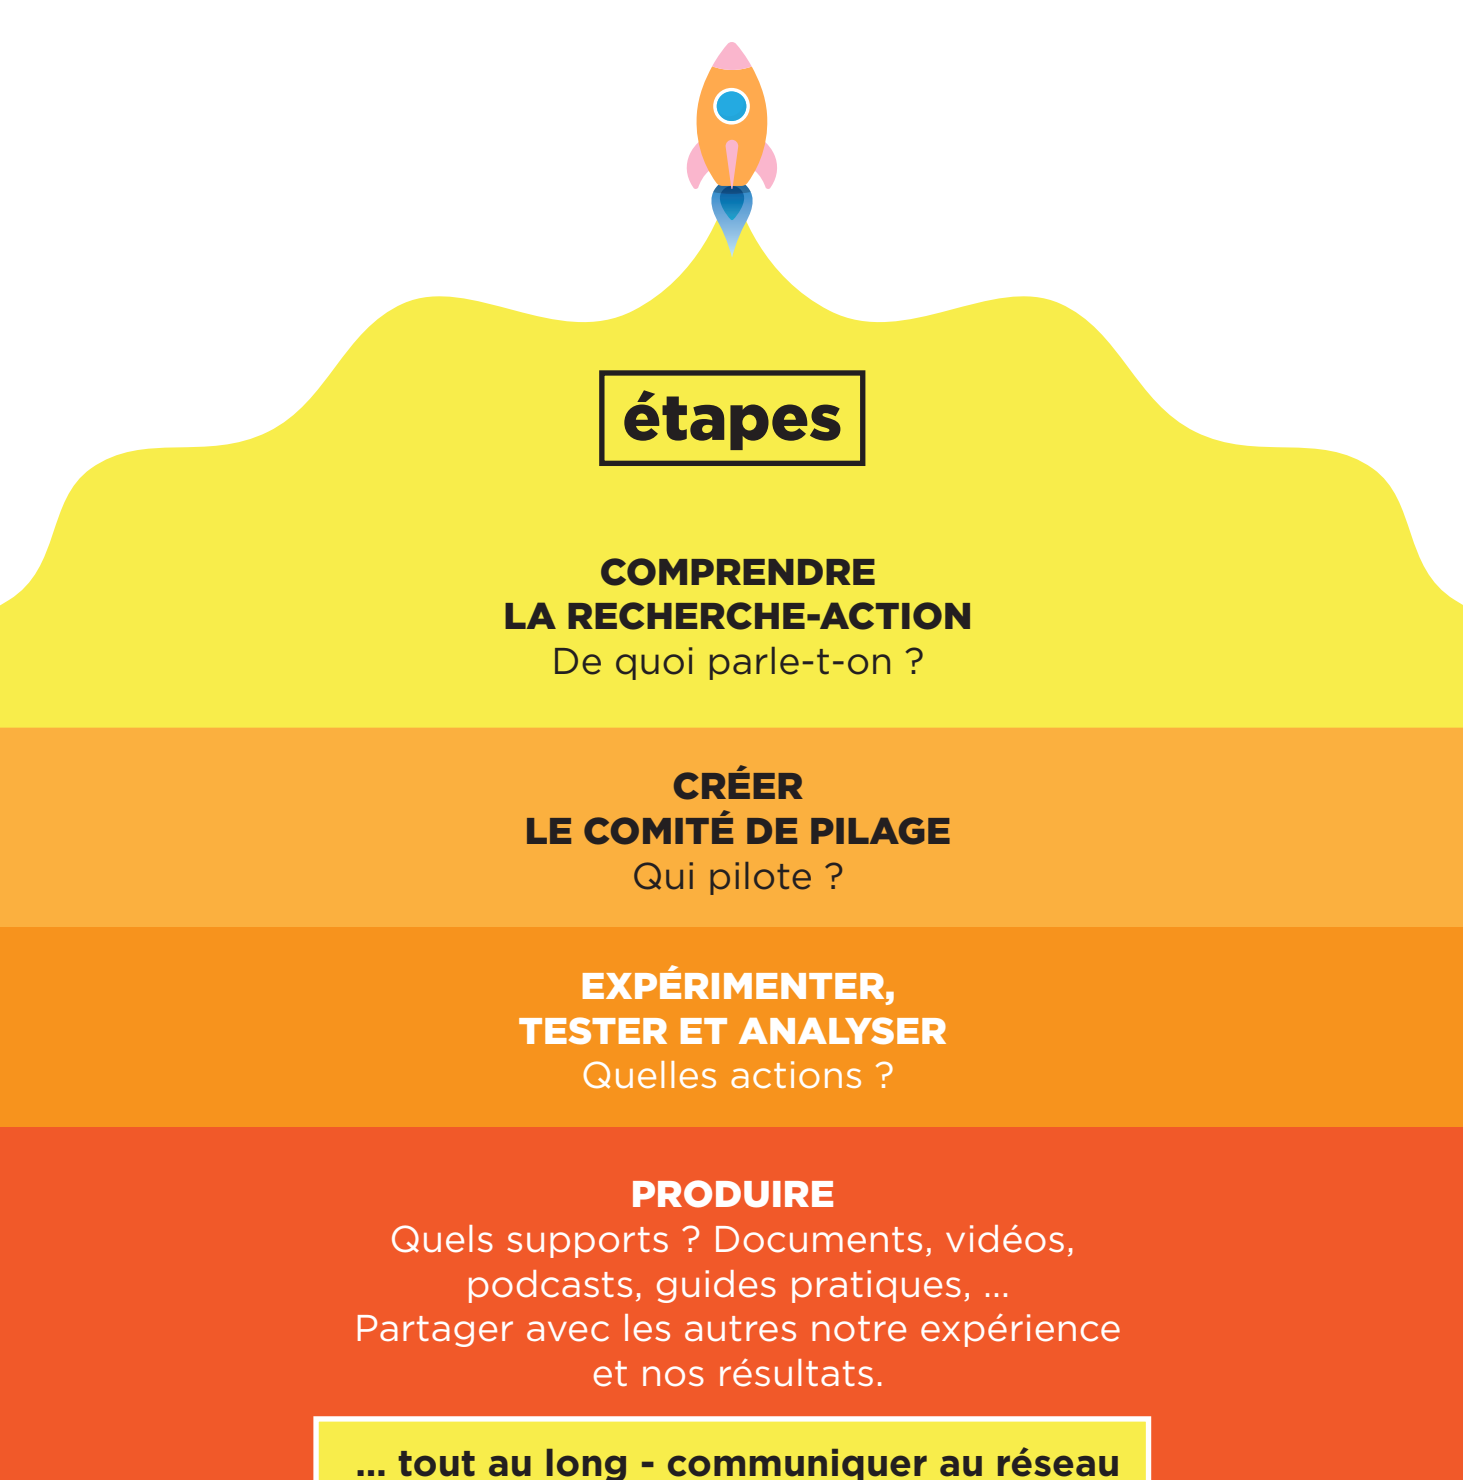 étapes
COMPRENDRE
LA RECHERCHE-ACTION
De quoi parle-t-on ?
CRÉER
LE COMITÉ DE PILAGE
Qui pilote ?
EXPÉRIMENTER,
TESTER ET ANALYSER
Quelles actions ?
PRODUIRE
Quels supports ? Documents, vidéos,
podcasts, guides pratiques, ...
Partager avec les autres notre expérience
et nos résultats.
... tout au long - communiquer au réseau